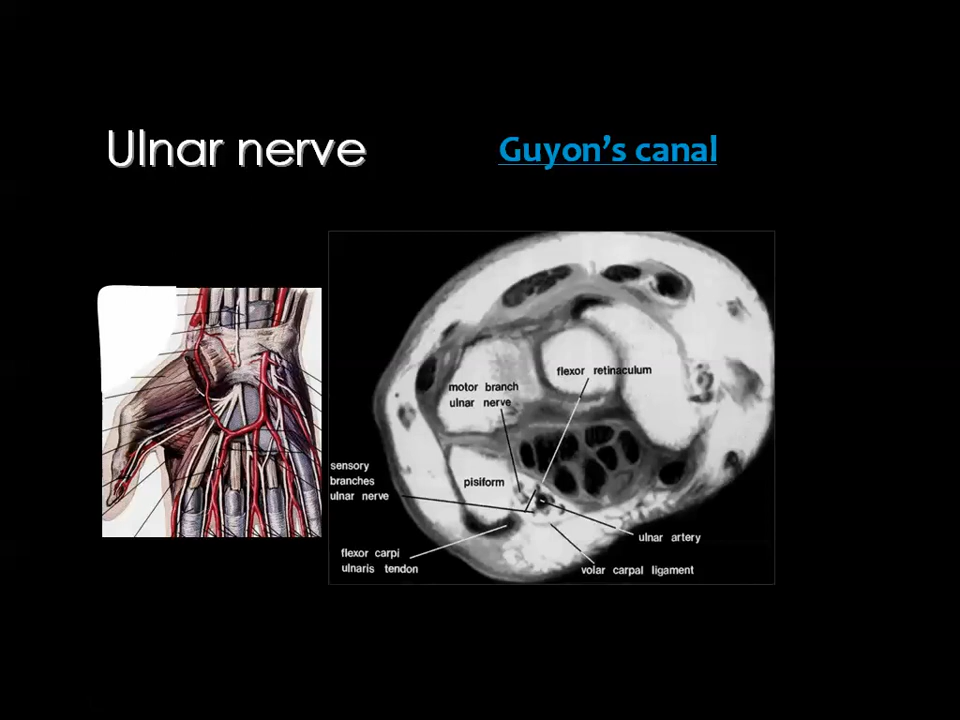 Ulnar nerve
Guyon's canal
flexor retinaculum
motor branch
ulnar nerve
sensory
branches
ulnar nerve
pisiform
ulnar artery
flexor carpi
ulnaris tendon
volar carpal ligament